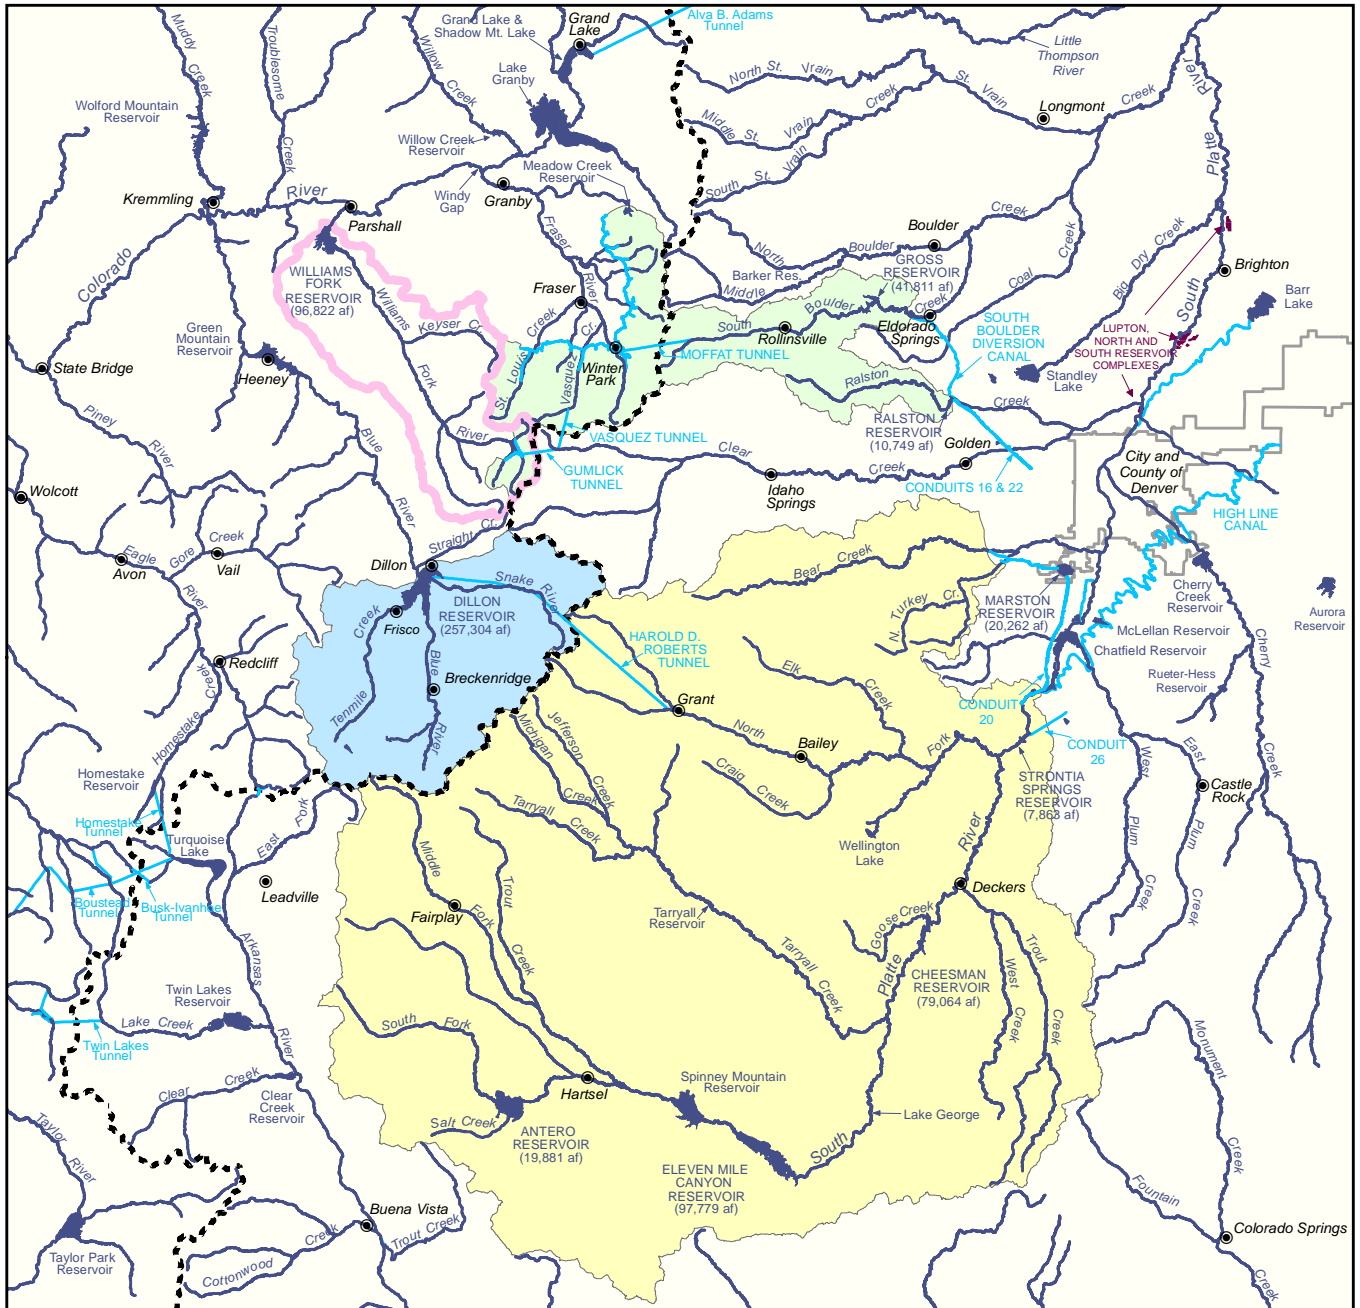 Alva B. Adams
Tunnel
Grand Lake &
Shadow Mt. Lake
Grand
Lake
Muddy
Creek
Troublesome
Creek
Willow
Creek
Lake
Granby
Wolford Mountain
Reservoir
Willow Creek
Reservoir
Meadow Creek
Reservoir
Windy
Gap
Granby
Little
Thompson
River
North St. Vrain
Creek
St. Vrain
Creek
Longmont
Middle St. Vrain
South St. Vrain
River
Platte
South
Kremmling
River
Parshall
Colorado
WILLIAMS
FORK
RESERVOIR
(96,822 af)
Williams
Fork
River
Keyser Cr.
Fraser
River
Fraser
St. Louis
Creek
Vasquez
Cr.
Winter
Park
MOFFAT TUNNEL
Boulder
North
Boulder
Creek
Barker Res.
Middle
GROSS
RESERVOIR
(41,811 af)
South
Boulder
Creek
Rollinsville
Eldorado
Springs
Coal
Creek
Big Dry Creek
Brighton
Barr
Lake
SOUTH
BOULDER
DIVERSION
CANAL
LUPTON,
NORTH AND
SOUTH RESERVOIR
COMPLEXES
Standley
Lake
Green
Mountain
Reservoir
Heeney
State Bridge
Piney
River
Blue
River
Ralston
Creek
RALSTON
RESERVOIR
(10,749 af)
VASQUEZ TUNNEL
GUMLICK
TUNNEL
Clear
Creek
Idaho
Springs
Golden
CONDUITS 16 & 22
City and
County of
Denver
HIGH LINE
CANAL
Wolcott
Eagle
River
Avon
Gore Creek
Vail
Straight Cr.
Dillon
Snake
River
DILLON
RESERVOIR
(257,304 af)
Frisco
Tenmile
Creek
Blue
River
Breckenridge
HAROLD D.
ROBERTS
TUNNEL
Bear Creek
N. Turkey Cr.
MARSTON
RESERVOIR
(20,262 af)
Cherry
Creek
Reservoir
Aurora
Reservoir
McLellan Reservoir
Chatfield Reservoir
Rueter-Hess
Reservoir
Cherry
Creek
Redcliff
Homestake
Creek
Homestake
Reservoir
Homestake
Tunnel
Turquoise
Lake
Boustead
Tunnel
Busk-Ivanhoe
Tunnel
East Fork
Leadville
Arkansas
River
Grant
Elk
Creek
North
Fork
Bailey
Craig
Creek
CONDUIT
20
CONDUIT
26
STRONTIA
SPRINGS
RESERVOIR
(7,863 af)
West
Plum
Creek
East
Plum
Creek
Castle
Rock
Michigan
Creek
Jefferson
Creek
Tarryall
Creek
Wellington
Lake
River
Deckers
Middle
Fork
Trout
Creek
Fairplay
Tarryall
Reservoir
Tarryall
Creek
Goose Creek
Platte
CHEESMAN
RESERVOIR
(79,064 af)
West
Creek
Trout
Creek
Twin Lakes
Reservoir
Lake Creek
Twin Lakes
Tunnel
Clear Creek
Clear
Creek
Reservoir
South Fork
Salt Creek
Hartsel
ANTERO
RESERVOIR
(19,881 af)
Spinney Mountain
Reservoir
Lake George
South
ELEVEN MILE
CANYON
RESERVOIR
(97,779 af)
Monument
Creek
Fountain
Creek
Colorado Springs
Taylor
River
Taylor Park
Reservoir
Buena Vista
Cottonwood
Creek
Trout Creek